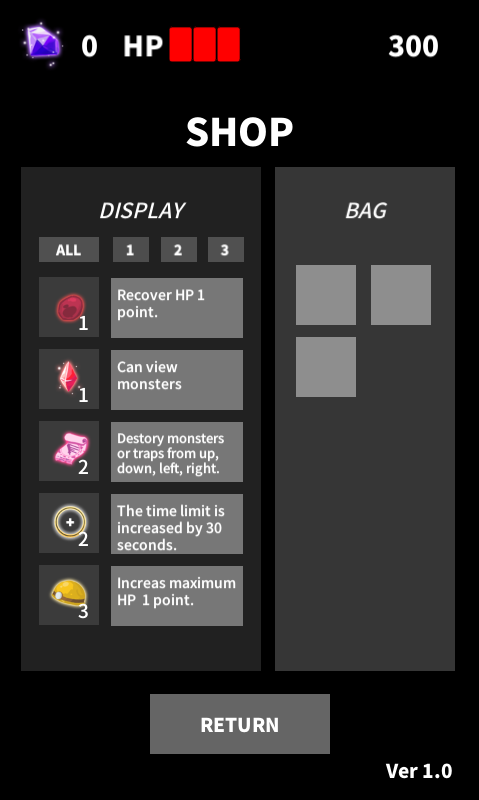 0 HP 300
SHOP
DISPLAY
ALL 1 2 3
1
Recover HP 1
point.
1
Can view
monsters
2
Destory monsters
or traps from up,
down, left, right.
2
The time limit is
increased by 30
seconds.
3
Increas maximum
HP 1 point.
BAG
RETURN
Ver 1.0